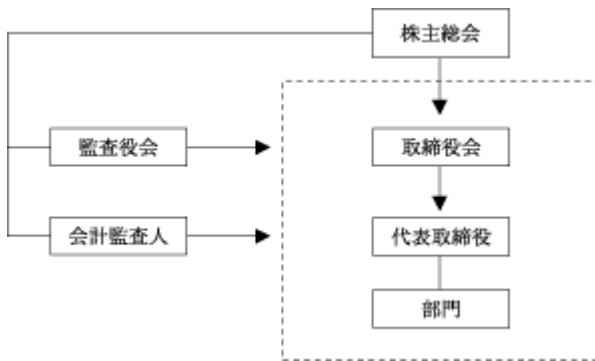 株主総会
監査役会
取締役会
会計監査人
代表取締役
部門